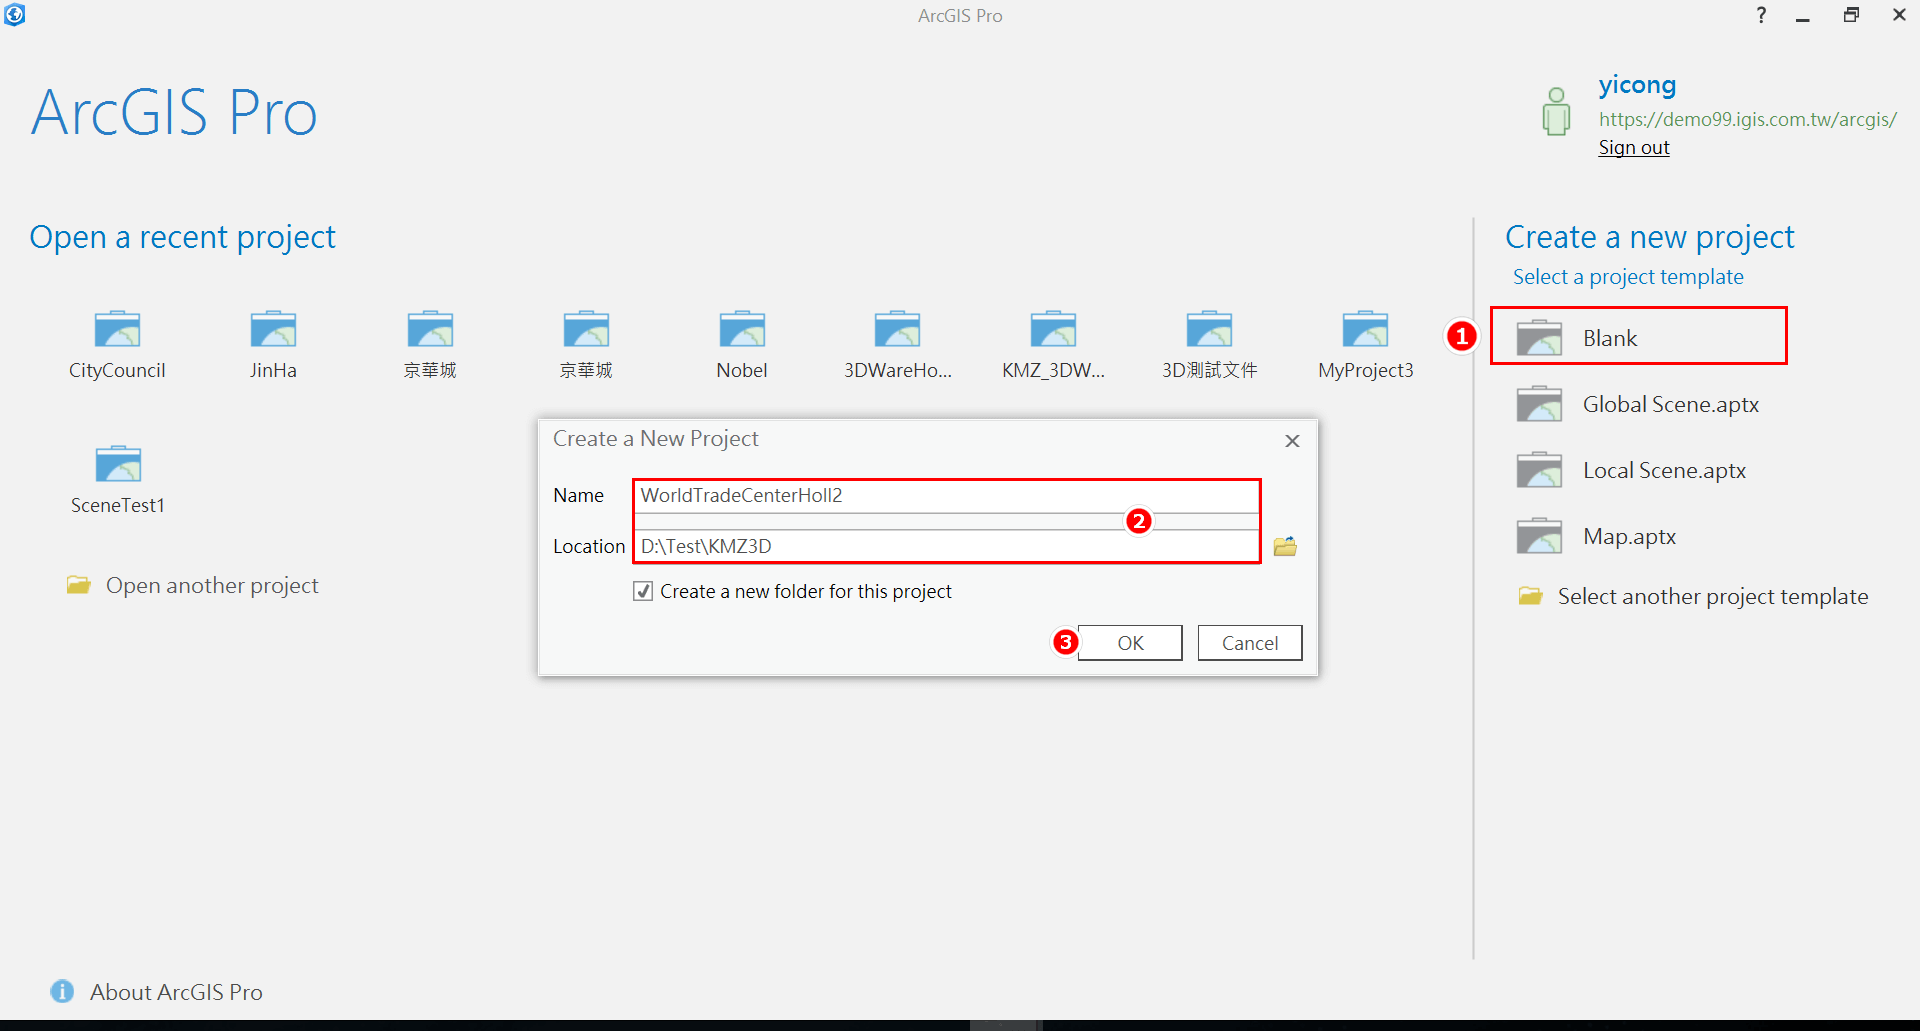 ArcGIS Pro
?
ArcGIS Pro
yicong
https://demo99.igis.com.tw/arcgis/
Sign out
Open a recent project
CityCouncil
JinHa
京華城
京華城
Nobel
3DWareHo...
KMZ_3DW...
3D測試文件
MyProject3
SceneTest1
Open another project
Create a new project
Select a project template
1
Blank
Global Scene.aptx
Local Scene.aptx
Map.aptx
Select another project template
Create a New Project
Name
WorldTradeCenterHoll2
2
Location
D:\Test\KMZ3D
Create a new folder for this project
3
OK
Cancel
About ArcGIS Pro